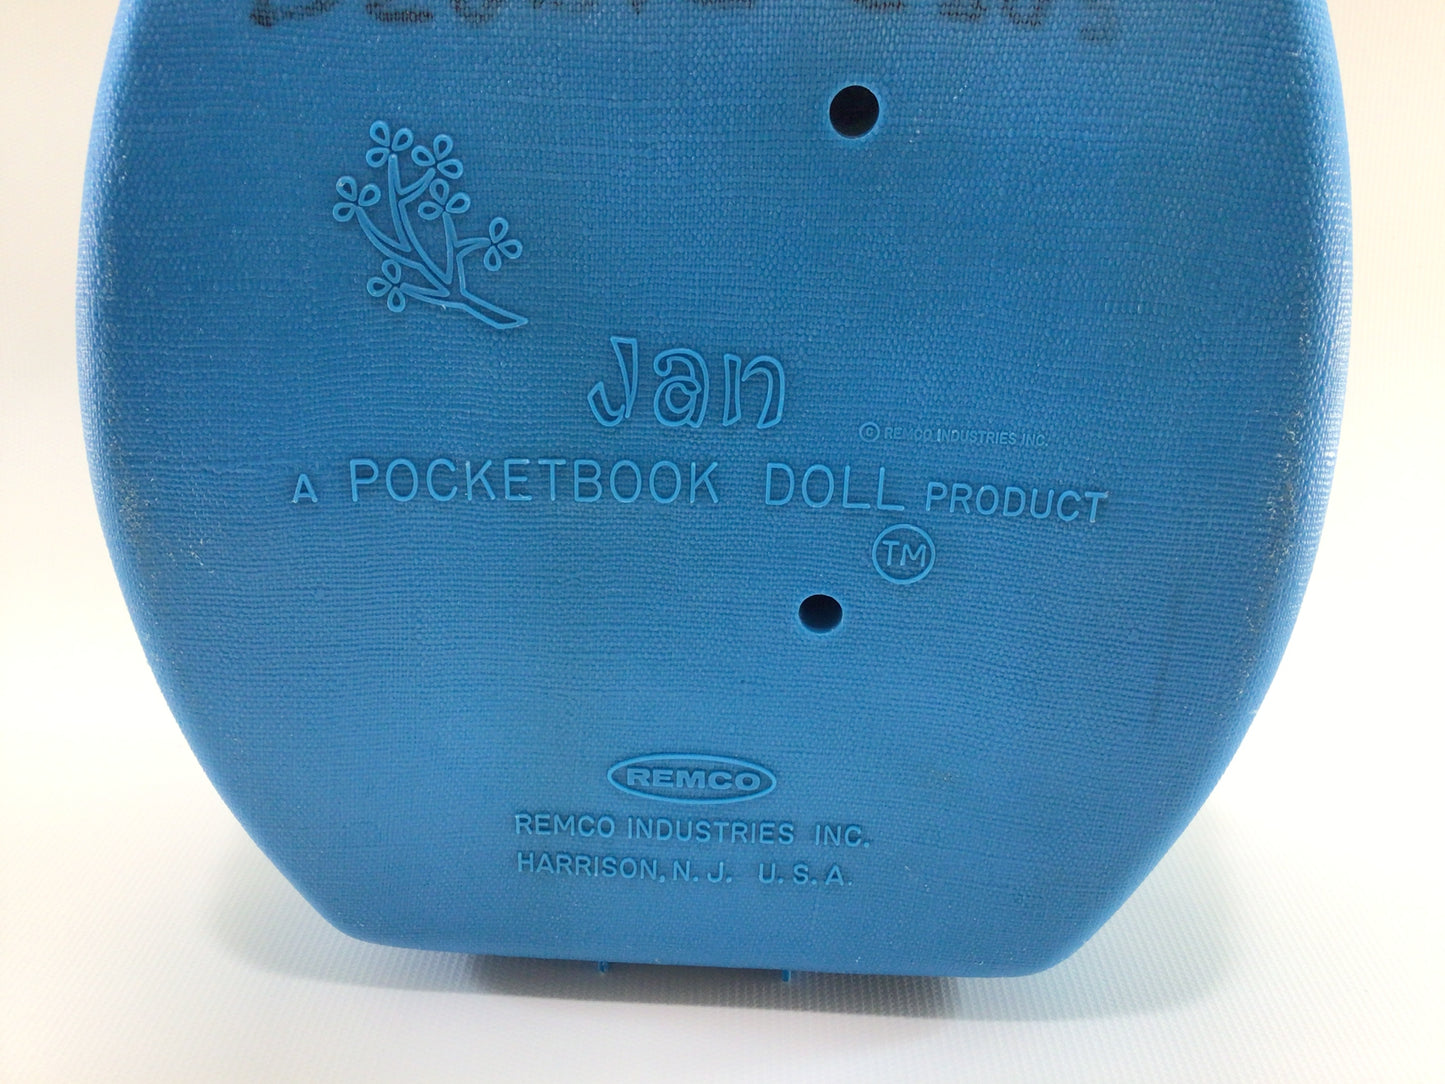 Jan
© REMCO INDUSTRIES INC.
A POCKETBOOK DOLL PRODUCT
TM
REMCO
REMCO INDUSTRIES INC.
HARRISON, N. J. U. S. A.